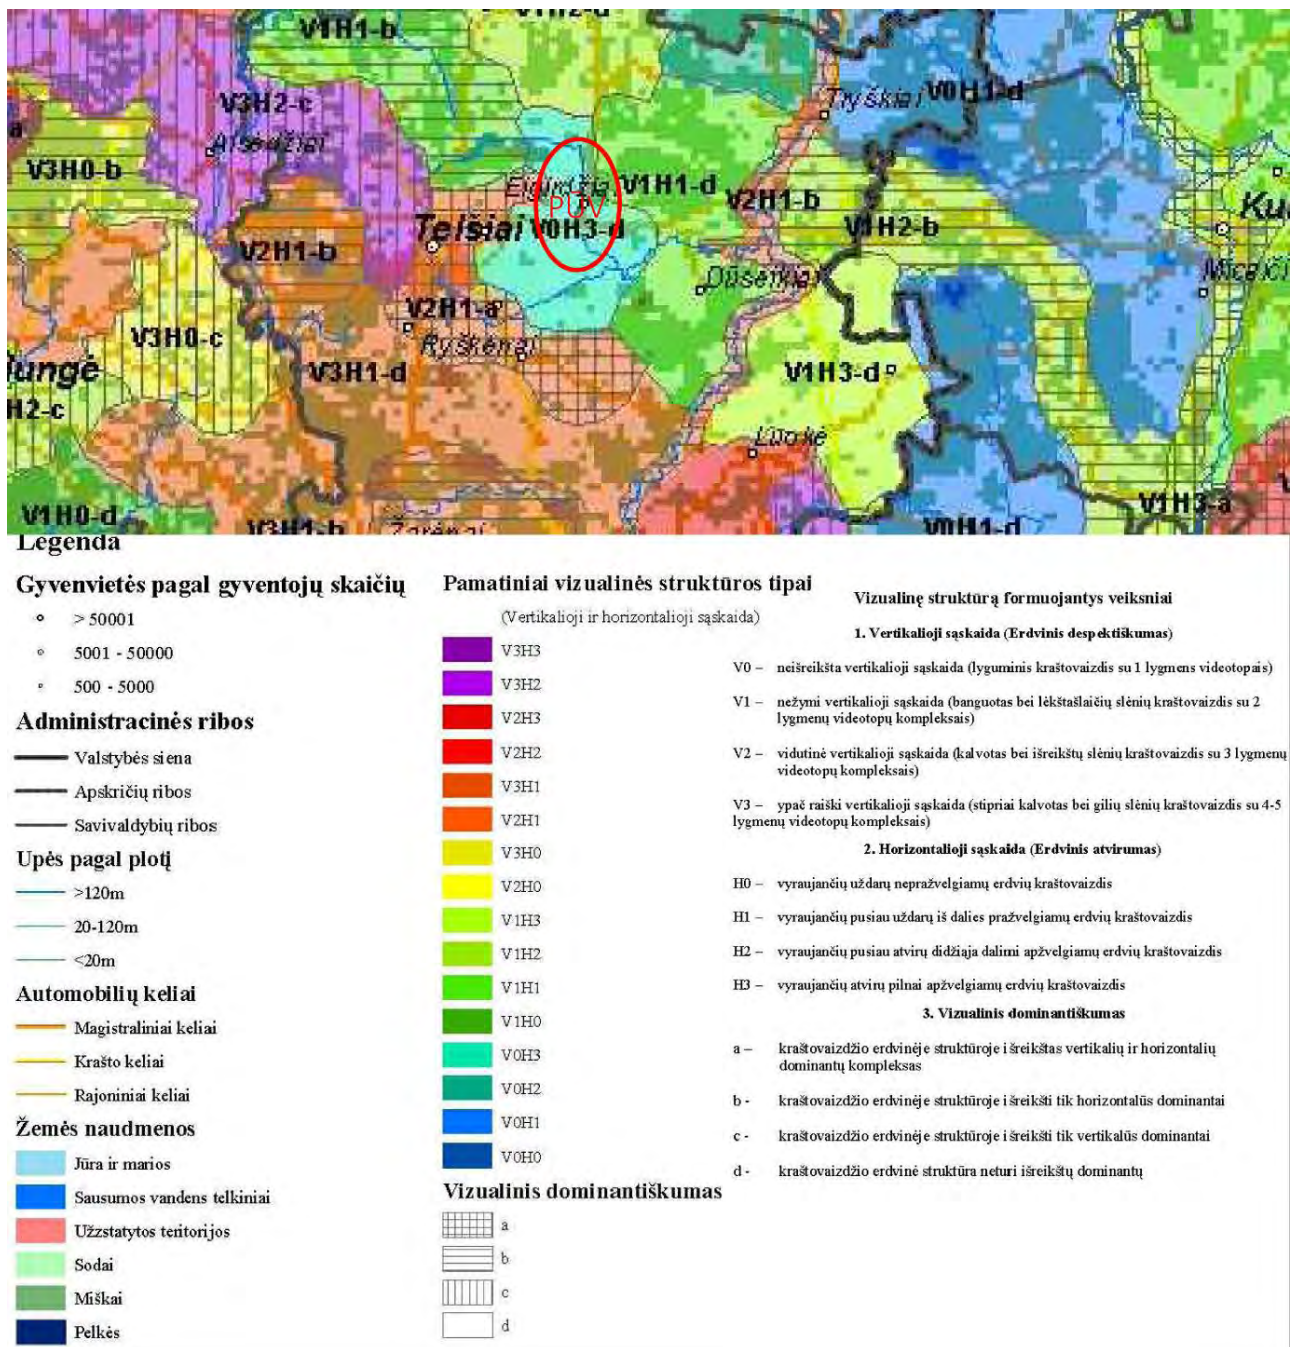 V1H1-b
V1H2-d
V3H2-c
Alsėdžiai
Tryškiai
V0H1-d
V3H0-b
V1H1-d
PŪV
V2H1-b
Telšiai
V0H3-d
V1H2-b
V2H1-b
V2H1-a
V3H0-c
V3H1-d
V1H3-d
H2-c
Luokė
V1H0-d
V3H1-b
Žarėnai
V0H1-d
V1H3-a
Legenda
Gyvenvietės pagal gyventojų skaičių
> 50001
5001 - 50000
500 - 5000
Administracinės ribos
Valstybės siena
Apskričių ribos
Savivaldybių ribos
Upės pagal plotį
>120m
20-120m
<20m
Automobilių keliai
Magistraliniai keliai
Krašto keliai
Rajoniniai keliai
Žemės naudmenos
Jūra ir marios
Sausumos vandens telkiniai
Užzstatytos teritorijos
Sodai
Miškai
Pelkės
Pamatiniai vizualinės struktūros tipai
(Vertikalioji ir horizontalioji sąskaida)
V3H3
V3H2
V2H3
V2H2
V3H1
V2H1
V3H0
V2H0
V1H3
V1H2
V1H1
V1H0
V0H3
V0H2
V0H1
V0H0
Vizualinis dominantiškumas
a
b
c
d
Vizualinę struktūrą formuojantys veiksniai
1. Vertikalioji sąskaida (Erdvinis despektiškumas)
V0 – neišreikšta vertikalioji sąskaida (lyguminis kraštovaizdis su 1 lygmens videotopais)
V1 – nežymi vertikalioji sąskaida (banguotas bei lėkštašlaičių slėnių kraštovaizdis su 2
lygmenų videotopų kompleksais)
V2 – vidutinė vertikalioji sąskaida (kalvotas bei išreikštų slėnių kraštovaizdis su 3 lygmenų
videotopų kompleksais)
V3 – ypač raiški vertikalioji sąskaida (stipriai kalvotas bei gilių slėnių kraštovaizdis su 4-5
lygmenų videotopų kompleksais)
2. Horizontalioji sąskaida (Erdvinis atvirumas)
H0 – vyraujančių uždarų nepražvelgiamų erdvių kraštovaizdis
H1 – vyraujančių pusiau uždarų iš dalies pražvelgiamų erdvių kraštovaizdis
H2 – vyraujančių pusiau atvirų didžiąja dalimi apžvelgiamų erdvių kraštovaizdis
H3 – vyraujančių atvirų pilnai apžvelgiamų erdvių kraštovaizdis
3. Vizualinis dominantiškumas
a – kraštovaizdžio erdvinėje struktūroje išreikštas vertikalių ir horizontalių
dominantų kompleksas
b - kraštovaizdžio erdvinėje struktūroje išreikšti tik horizontalūs dominantai
c - kraštovaizdžio erdvinėje struktūroje išreikšti tik vertikalūs dominantai
d - kraštovaizdžio erdvinė struktūra neturi išreikštų dominantų